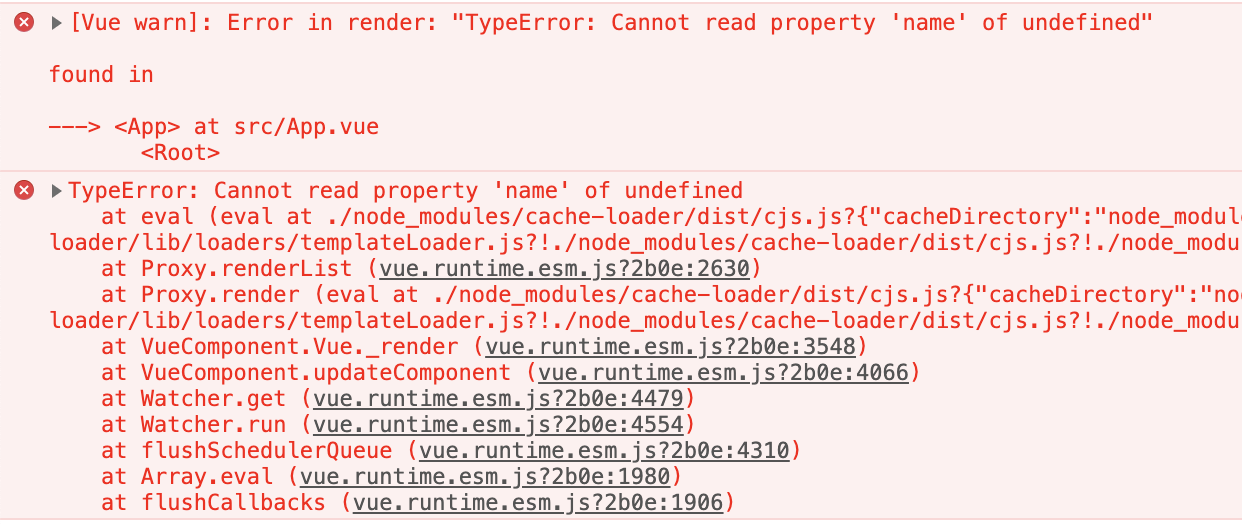 [Vue warn]: Error in render: "TypeError: Cannot read property 'name' of undefined"
found in
---> <App> at src/App.vue
<Root>
TypeError: Cannot read property 'name' of undefined
at eval (eval at ./node_modules/cache-loader/dist/cjs.js?{"cacheDirectory":"node_modul
loader/lib/loaders/templateLoader.js?!./node_modules/cache-loader/dist/cjs.js?!./node_modu
at Proxy.renderList (vue.runtime.esm.js?2b0e:2630)
at Proxy.render (eval at ./node_modules/cache-loader/dist/cjs.js?{"cacheDirectory":"no
loader/lib/loaders/templateLoader.js?!./node_modules/cache-loader/dist/cjs.js?!./node_modu
at VueComponent.Vue._render (vue.runtime.esm.js?2b0e:3548)
at VueComponent.updateComponent (vue.runtime.esm.js?2b0e:4066)
at Watcher.get (vue.runtime.esm.js?2b0e:4479)
at Watcher.run (vue.runtime.esm.js?2b0e:4554)
at flushSchedulerQueue (vue.runtime.esm.js?2b0e:4310)
at Array.eval (vue.runtime.esm.js?2b0e:1980)
at flushCallbacks (vue.runtime.esm.js?2b0e:1906)